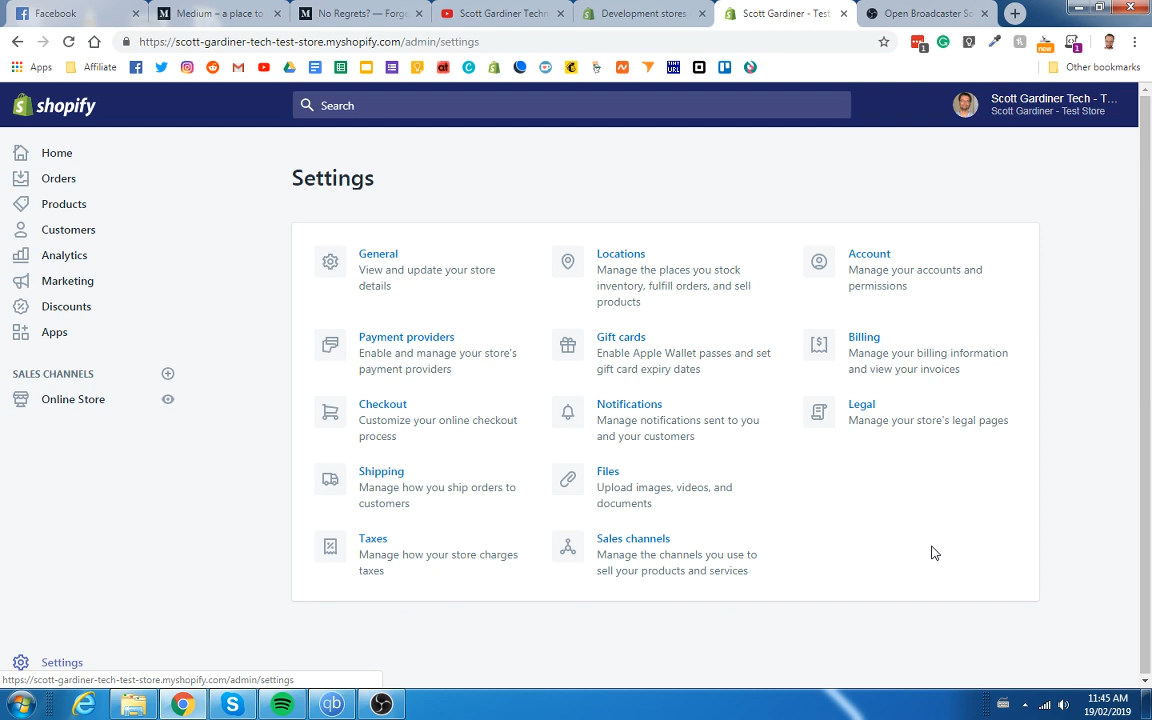 Facebook
Medium – a place to
No Regrets? — Forge
Scott Gardiner Techn
Development stores
Scott Gardiner - Test
Open Broadcaster So
https://scott-gardiner-tech-test-store.myshopify.com/admin/settings
Apps
Affiliate
Other bookmarks
shopify
Search
Scott Gardiner Tech - T...
Scott Gardiner - Test Store
Home
Orders
Products
Customers
Analytics
Marketing
Discounts
Apps
SALES CHANNELS
Online Store
Settings
General
View and update your store
details
Locations
Manage the places you stock
inventory, fulfill orders, and sell
products
Account
Manage your accounts and
permissions
Payment providers
Enable and manage your store's
payment providers
Gift cards
Enable Apple Wallet passes and set
gift card expiry dates
Billing
Manage your billing information
and view your invoices
Checkout
Customize your online checkout
process
Notifications
Manage notifications sent to you
and your customers
Legal
Manage your store's legal pages
Shipping
Manage how you ship orders to
customers
Files
Upload images, videos, and
documents
Taxes
Manage how your store charges
taxes
Sales channels
Manage the channels you use to
sell your products and services
Settings
https://scott-gardiner-tech-test-store.myshopify.com/admin/settings
11:45 AM
19/02/2019